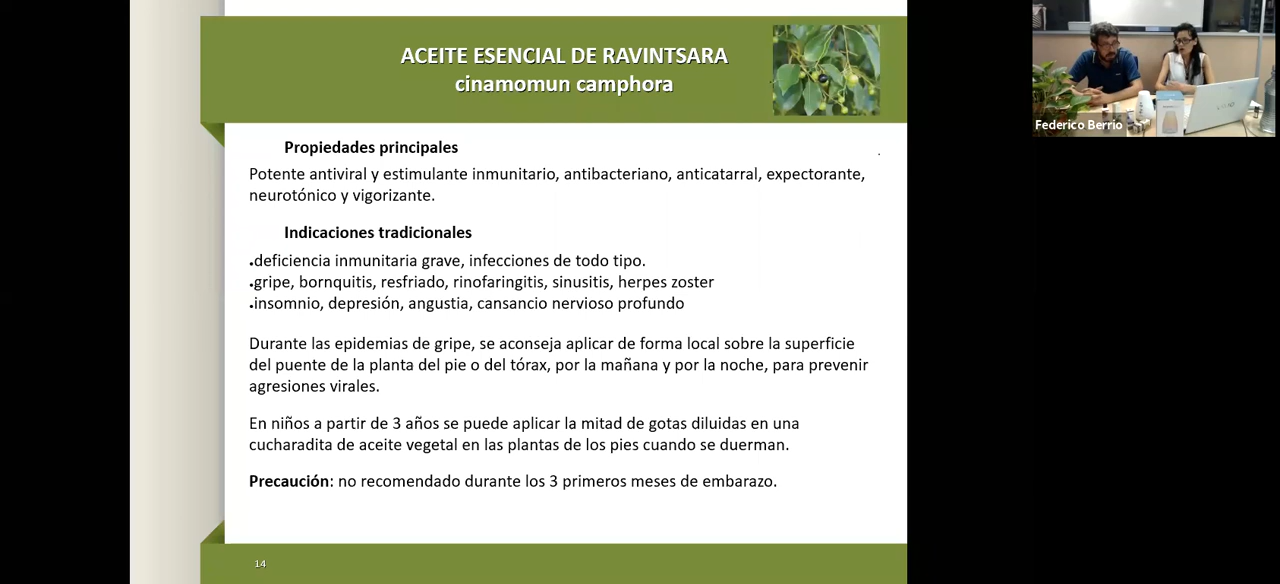 ACEITE ESENCIAL DE RAVINTSARA
cinamomun camphora
Propiedades principales
Potente antiviral y estimulante inmunitario, antibacteriano, anticatarral, expectorante,
neurotónico y vigorizante.
Indicaciones tradicionales
•deficiencia inmunitaria grave, infecciones de todo tipo.
•gripe, bornquitis, resfriado, rinofaringitis, sinusitis, herpes zoster
•insomnio, depresión, angustia, cansancio nervioso profundo
Durante las epidemias de gripe, se aconseja aplicar de forma local sobre la superficie
del puente de la planta del pie o del tórax, por la mañana y por la noche, para prevenir
agresiones virales.
En niños a partir de 3 años se puede aplicar la mitad de gotas diluidas en una
cucharadita de aceite vegetal en las plantas de los pies cuando se duerman.
Precaución: no recomendado durante los 3 primeros meses de embarazo.
14
Federico Berrio